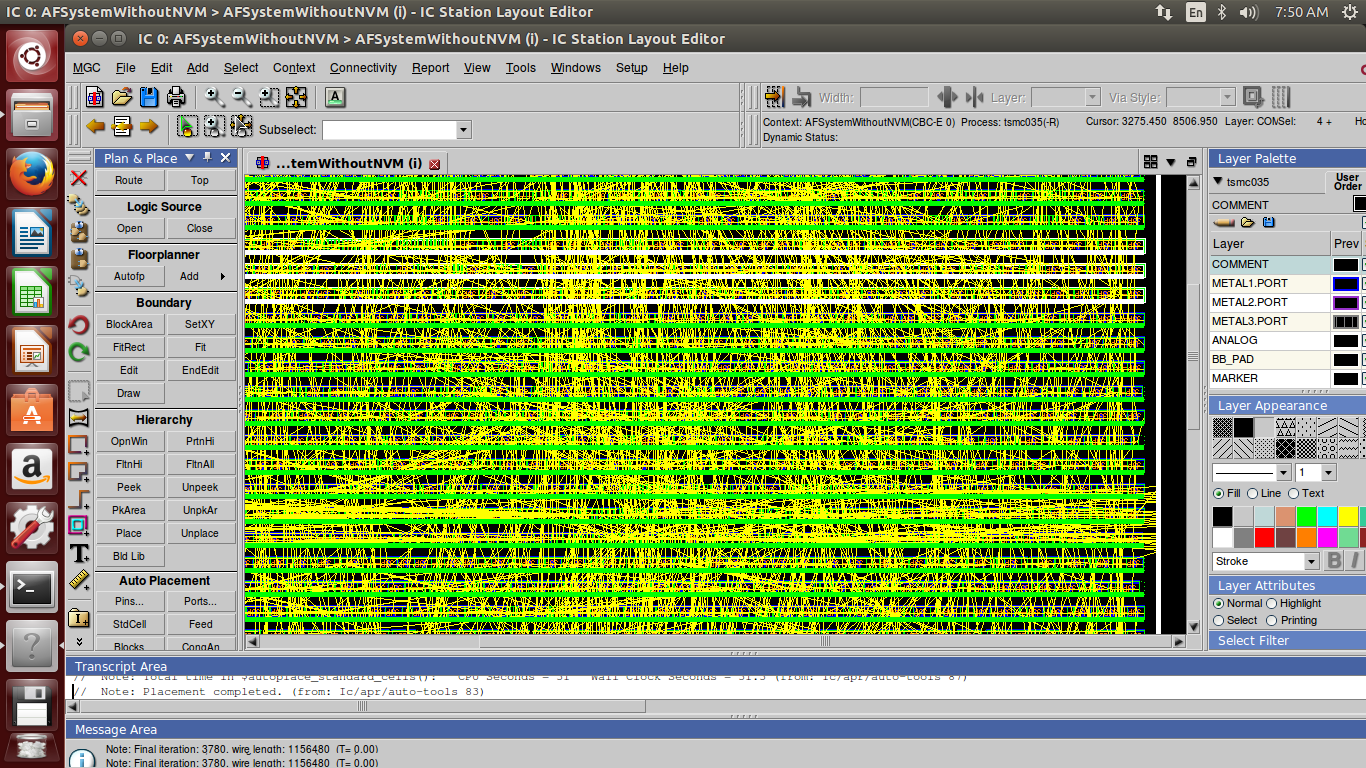 IC 0: AFSystemWithoutNVM > AFSystemWithoutNVM (i) - IC Station Layout Editor
En
7:50 AM
IC 0: AFSystemWithoutNVM > AFSystemWithoutNVM (i) - IC Station Layout Editor
MGC File Edit Add Select Context Connectivity Report View Tools Windows Setup Help
A
Width: Layer: Via Style:
Subselect:
Context: AFSystemWithoutNVM(CBC-E 0) Process: tsmc035(-R) Cursor: 3275.450 8506.950 Layer: COM Sel: 4 + Ho
Dynamic Status:
Plan & Place
...temWithoutNVM (i)
Route Top
Logic Source
Open Close
Floorplanner
Autofp Add
Boundary
BlockArea SetXY
FitRect Fit
Edit EndEdit
Draw
Hierarchy
OpnWin PrtnHi
FltnHi FltnAll
Peek Unpeek
PkArea UnpkAr
Place Unplace
Bld Lib
Auto Placement
Pins... Ports...
StdCell Feed
Blocks CongAn
Layer Palette
tsmc035
User
Order
COMMENT
Layer Prev
COMMENT
METAL1.PORT
METAL2.PORT
METAL3.PORT
ANALOG
BB_PAD
MARKER
Layer Appearance
1
Fill Line Text
Stroke B I
Layer Attributes
Normal Highlight
Select Printing
Select Filter
Transcript Area
// Note: Total time in $autoplace_standard_cells(): CPU Seconds = 31 Wall Clock Seconds = 31.5 (from: Ic/apr/auto-tools 87)
// Note: Placement completed. (from: Ic/apr/auto-tools 83)
Message Area
Note: Final iteration: 3780, wire length: 1156480 (T= 0.00)
Note: Final iteration: 3780, wire length: 1156480 (T= 0.00)